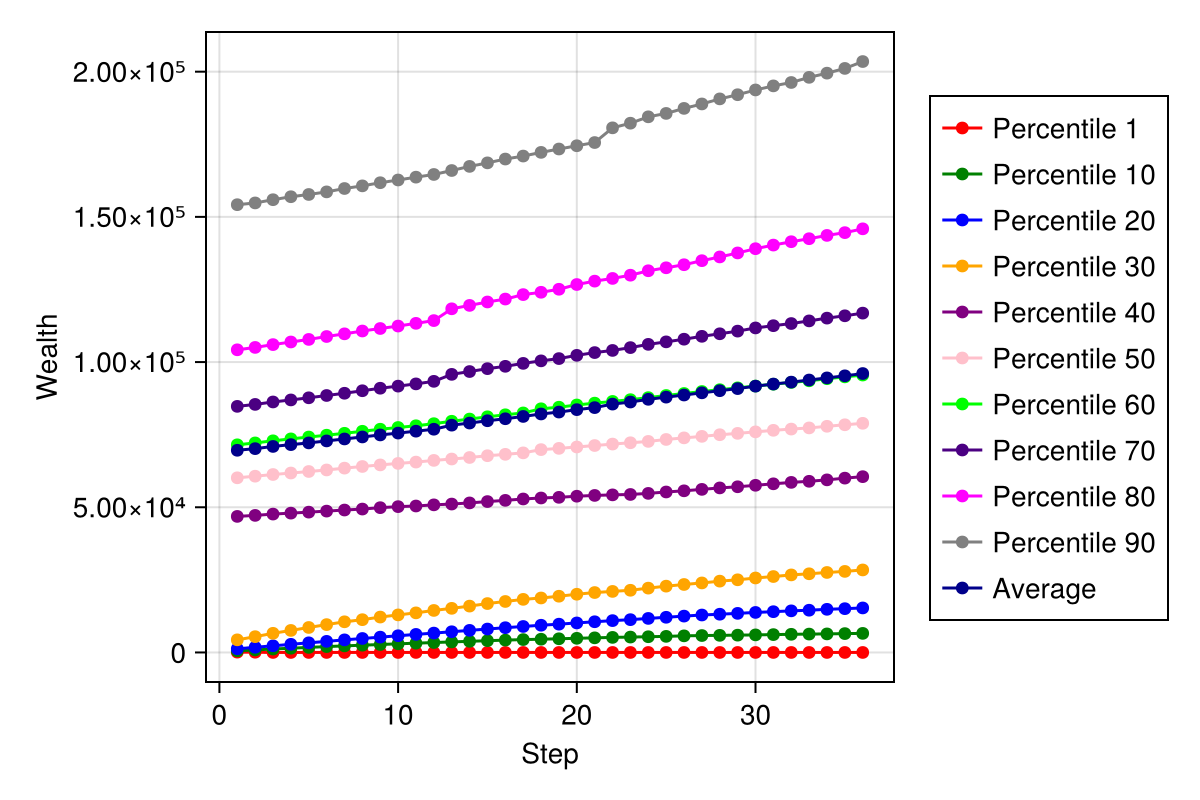 2.00×10⁵
1.50×10⁵
1.00×10⁵
5.00×10⁴
0
Wealth
0 10 20 30
Step
Percentile 1
Percentile 10
Percentile 20
Percentile 30
Percentile 40
Percentile 50
Percentile 60
Percentile 70
Percentile 80
Percentile 90
Average